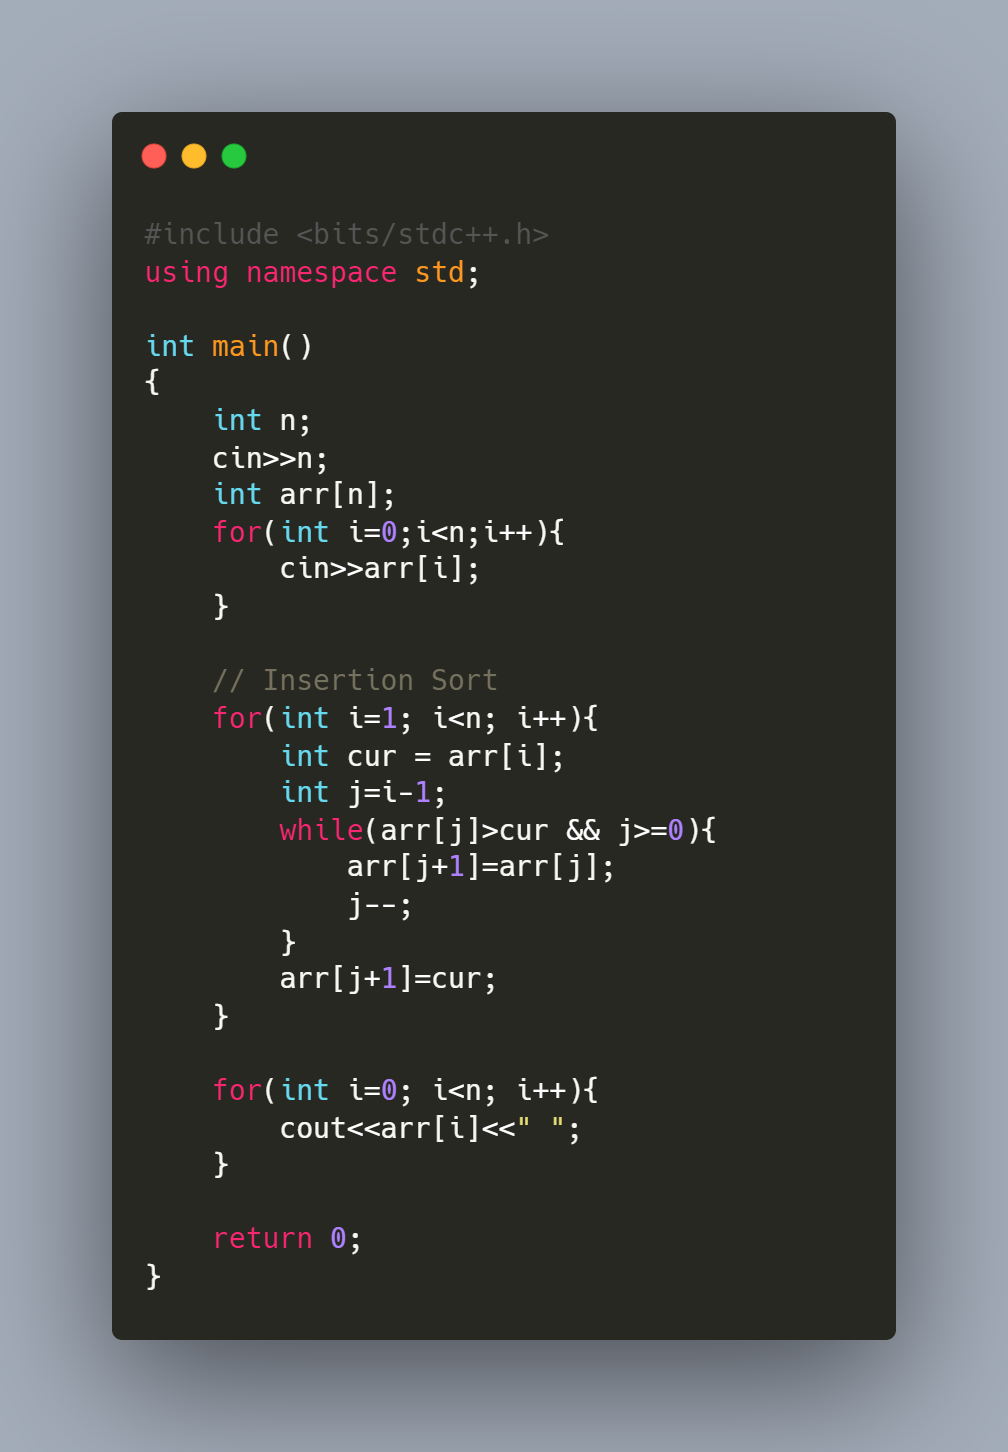 #include <bits/stdc++.h>
using namespace std;

int main()
{
    int n;
    cin>>n;
    int arr[n];
    for(int i=0;i<n;i++){
        cin>>arr[i];
    }

    // Insertion Sort
    for(int i=1; i<n; i++){
        int cur = arr[i];
        int j=i-1;
        while(arr[j]>cur && j>=0){
            arr[j+1]=arr[j];
            j--;
        }
        arr[j+1]=cur;
    }

    for(int i=0; i<n; i++){
        cout<<arr[i]<<" ";
    }

    return 0;
}